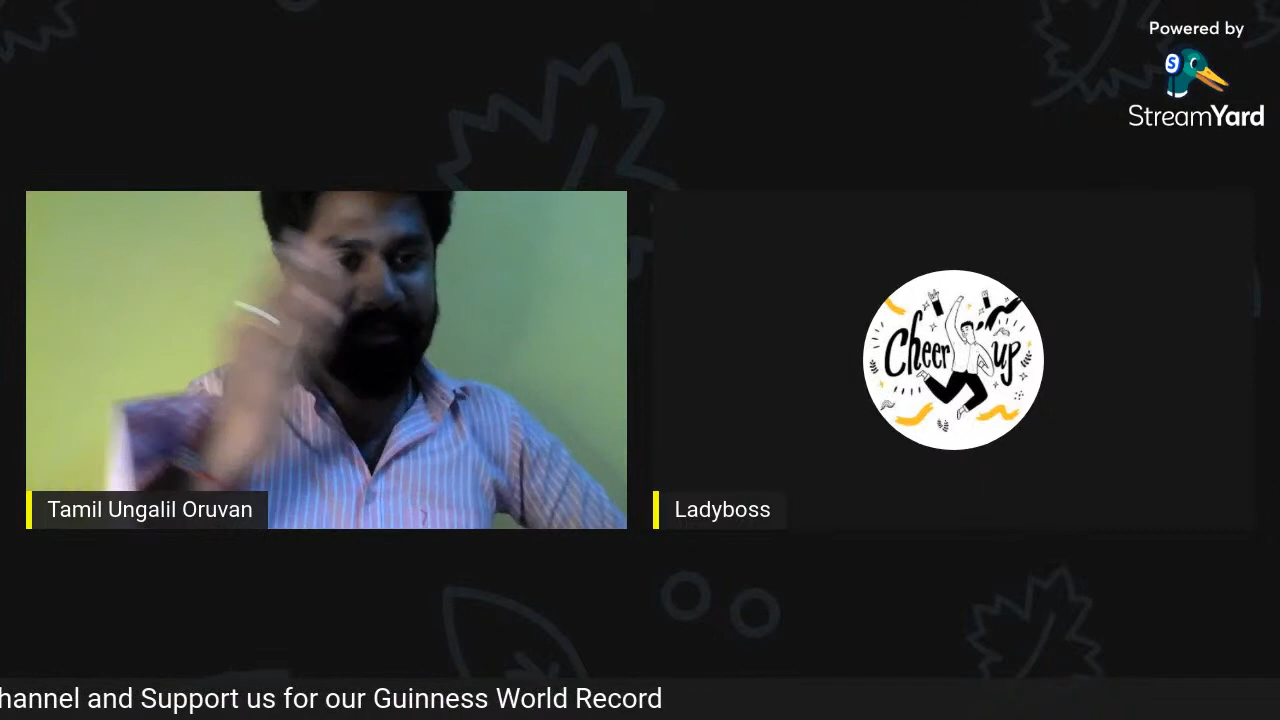 Powered by
StreamYard
Cheer up
Tamil Ungalil Oruvan
Ladyboss
hannel and Support us for our Guinness World Record